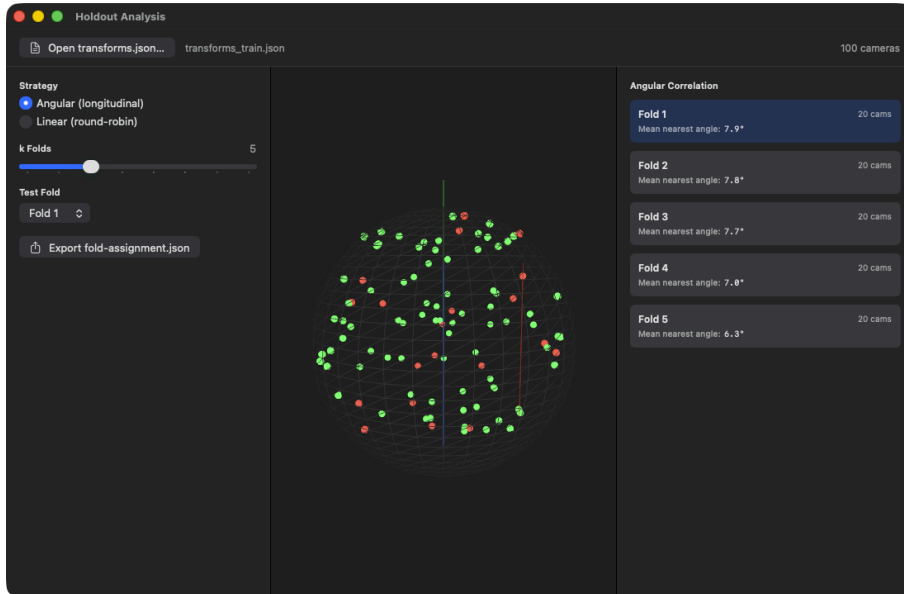 Holdout Analysis
Open transforms.json... transforms_train.json 100 cameras
Strategy
Angular (longitudinal)
Linear (round-robin)
k Folds 5
Test Fold
Fold 1
Export fold-assignment.json
Angular Correlation
Fold 1 20 cams
Mean nearest angle: 7.9°
Fold 2 20 cams
Mean nearest angle: 7.8°
Fold 3 20 cams
Mean nearest angle: 7.7°
Fold 4 20 cams
Mean nearest angle: 7.0°
Fold 5 20 cams
Mean nearest angle: 6.3°